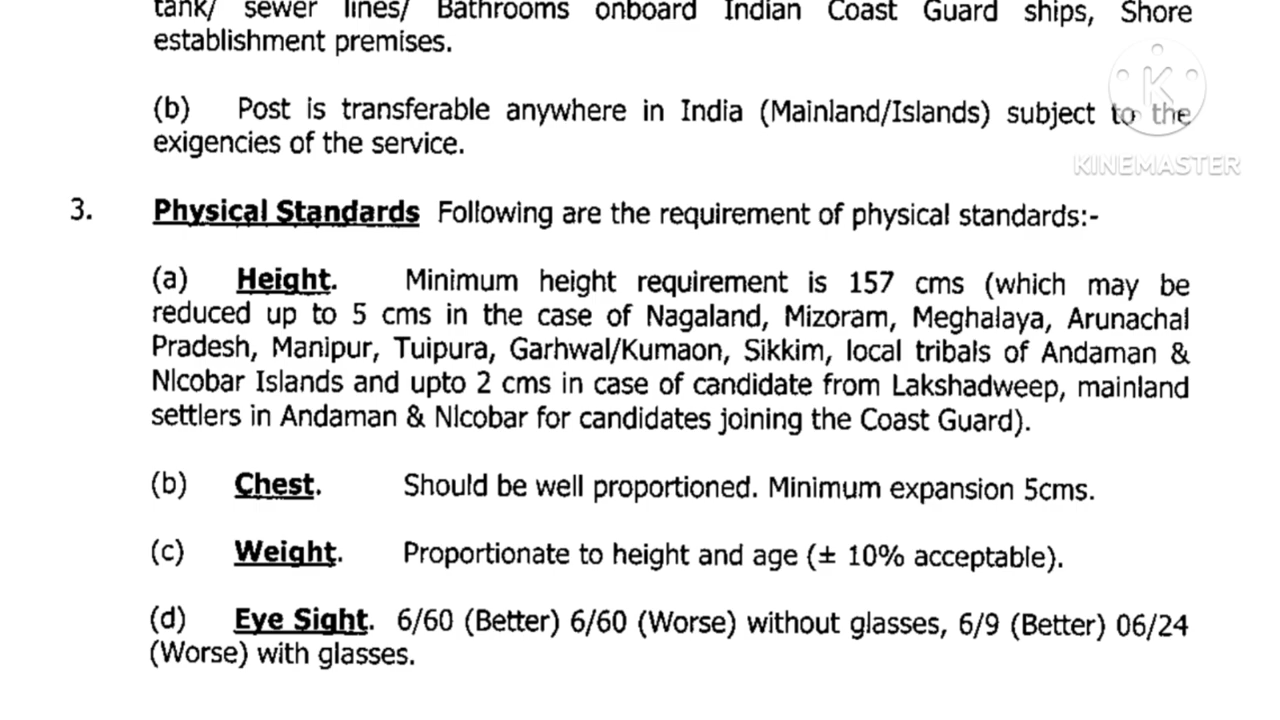 tank/ sewer lines/ Bathrooms onboard Indian Coast Guard ships, Shore
establishment premises.
(b) Post is transferable anywhere in India (Mainland/Islands) subject to the
exigencies of the service.
KINEMASTER
3. Physical Standards Following are the requirement of physical standards:-
(a) Height. Minimum height requirement is 157 cms (which may be
reduced up to 5 cms in the case of Nagaland, Mizoram, Meghalaya, Arunachal
Pradesh, Manipur, Tuipura, Garhwal/Kumaon, Sikkim, local tribals of Andaman &
Nlcobar Islands and upto 2 cms in case of candidate from Lakshadweep, mainland
settlers in Andaman & Nlcobar for candidates joining the Coast Guard).
(b) Chest. Should be well proportioned. Minimum expansion 5cms.
(c) Weight. Proportionate to height and age (± 10% acceptable).
(d) Eye Sight. 6/60 (Better) 6/60 (Worse) without glasses, 6/9 (Better) 06/24
(Worse) with glasses.